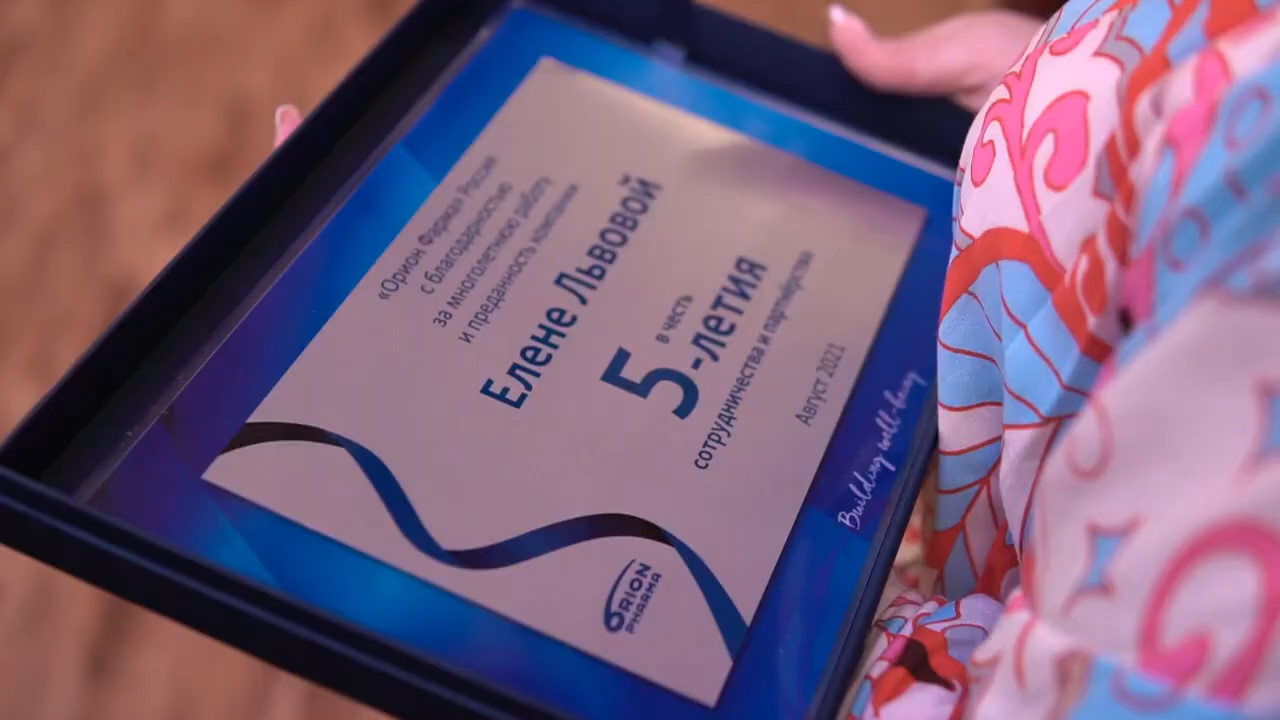 «Орион Фарма» Россия
с благодарностью
за многолетнюю работу
и преданность компании
Елене Львовой
в честь
5-летия
сотрудничества и партнёрства
Август 2021
Building well-being
ORION
PHARMA